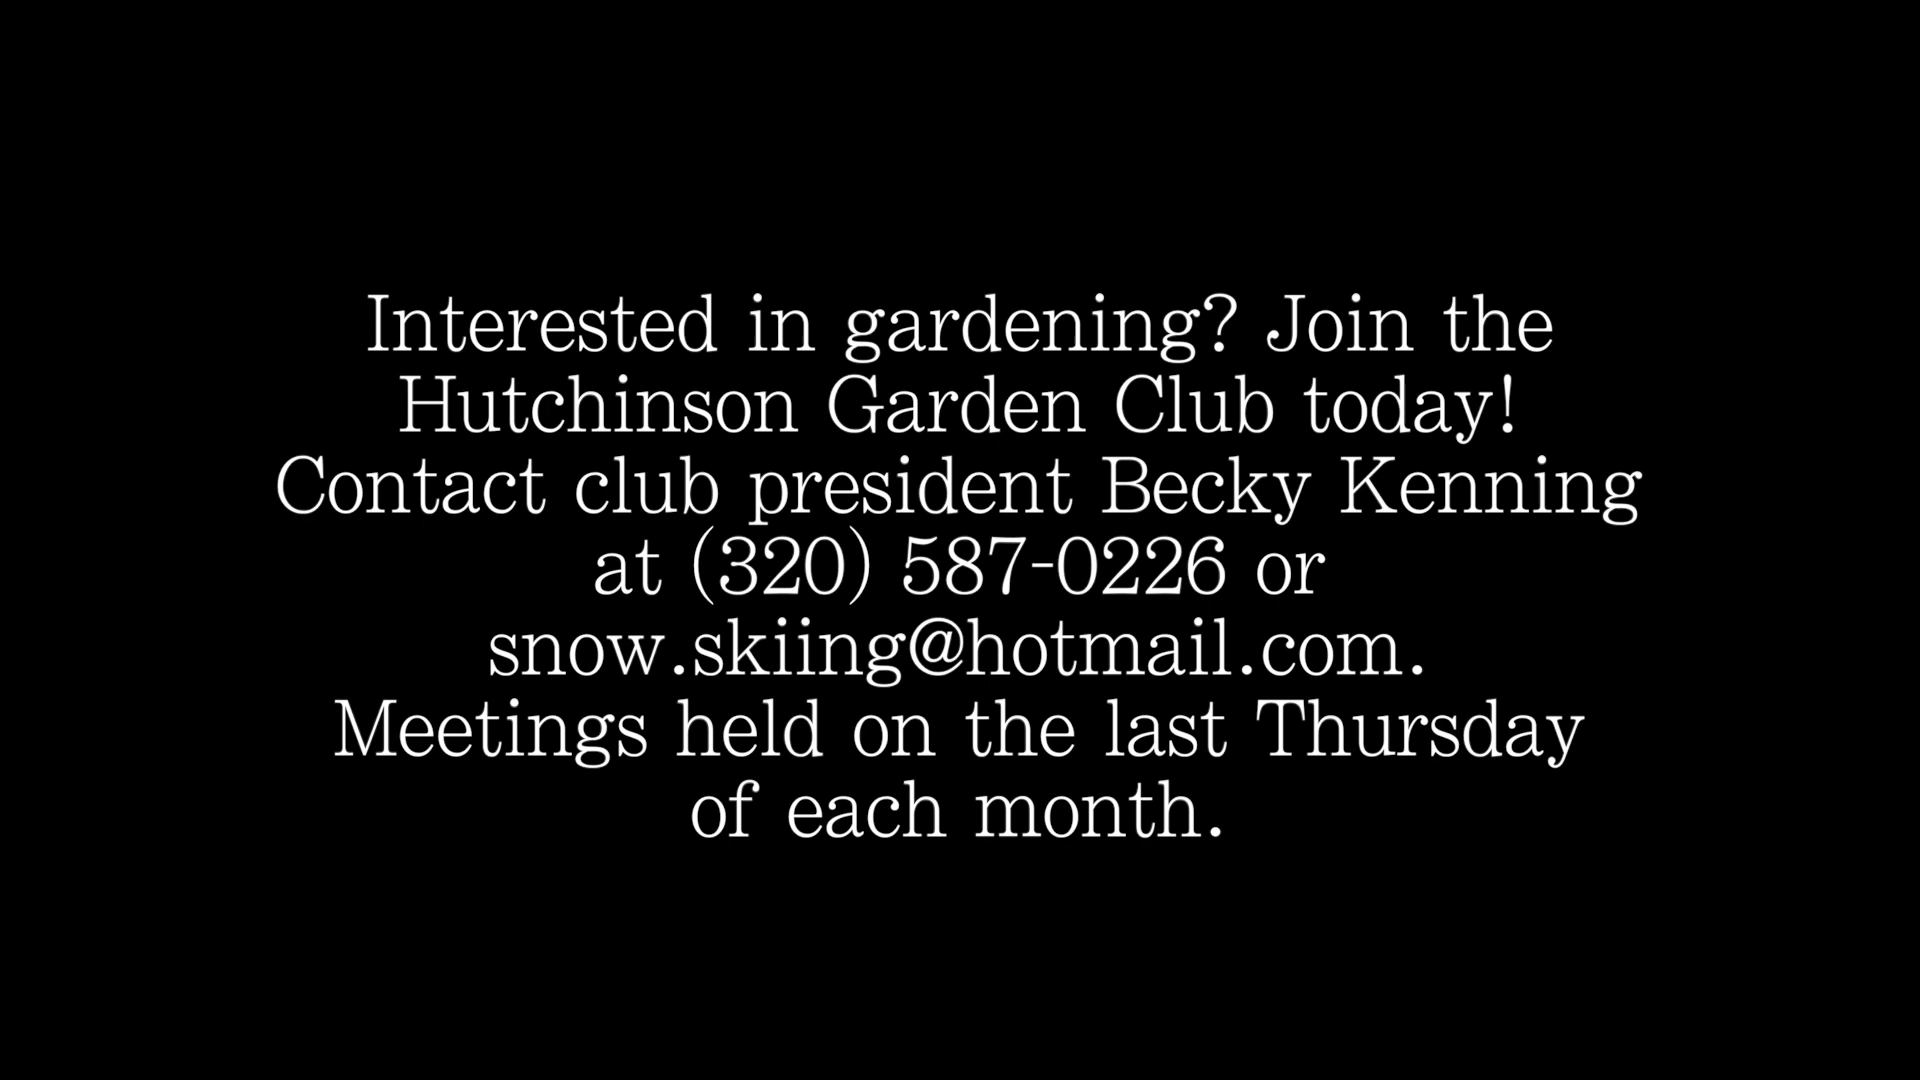 Interested in gardening? Join the
Hutchinson Garden Club today!
Contact club president Becky Kenning
at (320) 587-0226 or
snow.skiing@hotmail.com.
Meetings held on the last Thursday
of each month.